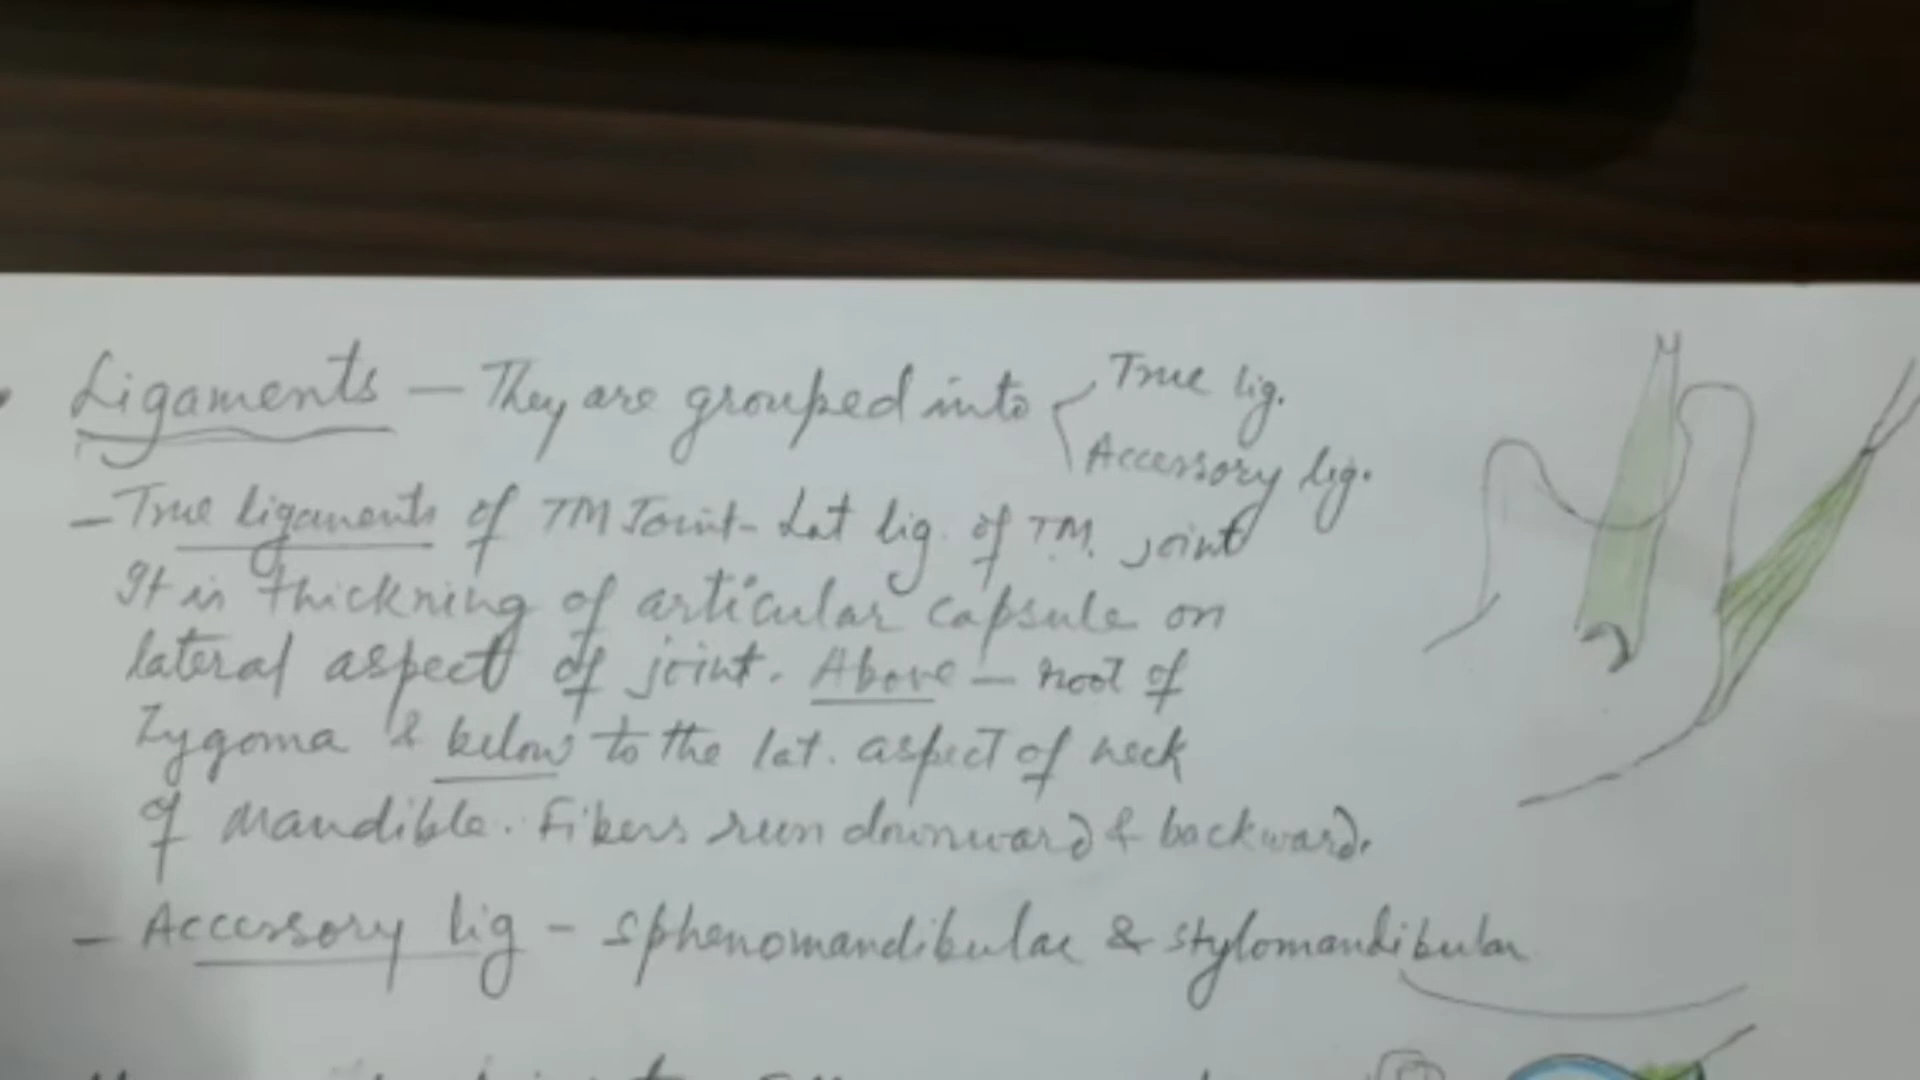 Ligaments — They are grouped into True lig.
Accessory lig.
- True ligaments of TM Joint - Lat lig. of T.M. joint
It is thickning of articular capsule on
lateral aspect of joint. Above — root of
Zygoma & below to the lat. aspect of neck
of mandible. Fibers run downward & backward.
- Accessory lig - sphenomandibular & stylomandibular